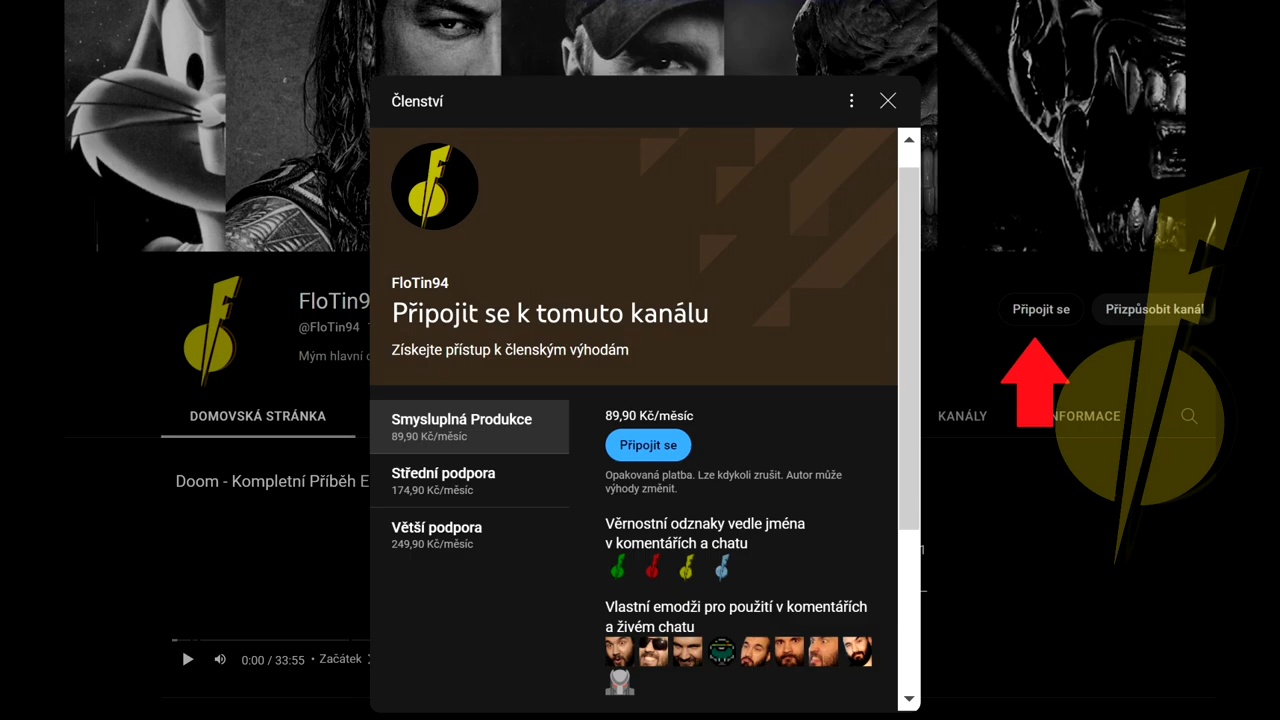 Členství
FloTin94
Připojit se k tomuto kanálu
Získejte přístup k členským výhodám
FloTin9
@FloTin94
Mým hlavní
Připojit se
Přizpůsobit kanál
DOMOVSKÁ STRÁNKA
KANÁLY
NFORMACE
Smysluplná Produkce
89,90 Kč/měsíc
Střední podpora
174,90 Kč/měsíc
Větší podpora
249,90 Kč/měsíc
89,90 Kč/měsíc
Připojit se
Opakovaná platba. Lze kdykoli zrušit. Autor může
výhody změnit.
Věrnostní odznaky vedle jména
v komentářích a chatu
Vlastní emodži pro použití v komentářích
a živém chatu
Doom - Kompletní Příběh E
0:00 / 33:55 • Začátek